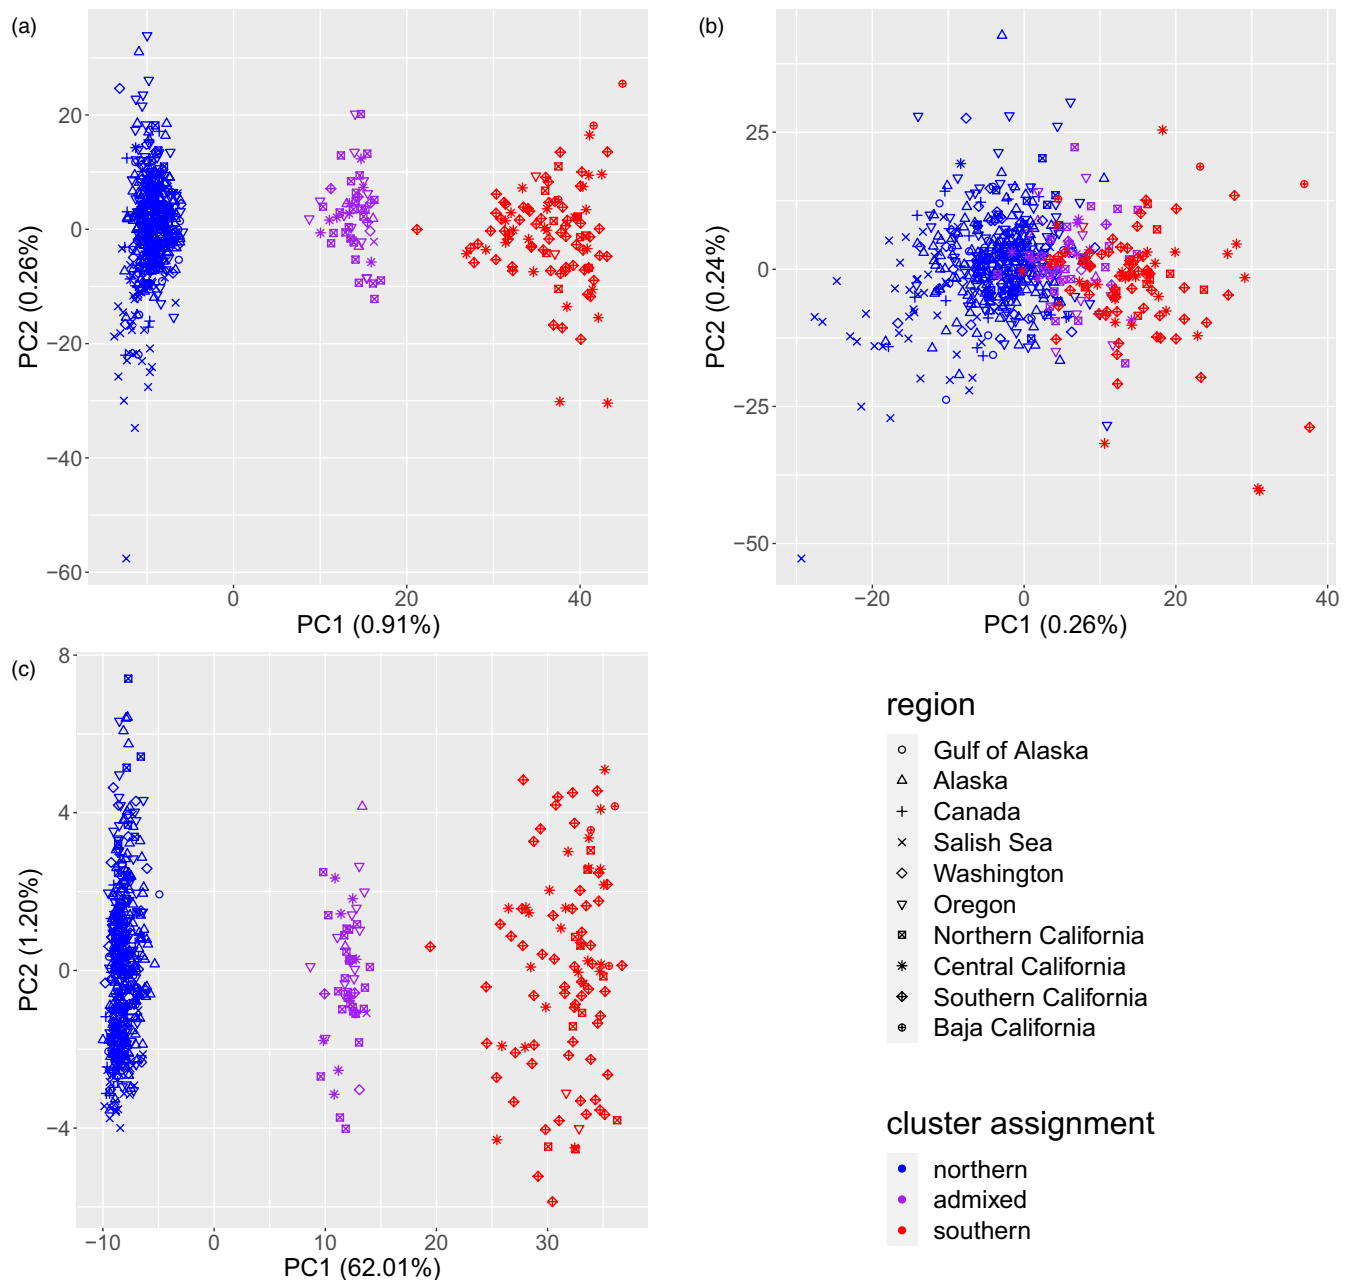 (a)
20
0
−20
−40
−60
PC2 (0.26%)
0
20
40
PC1 (0.91%)
(b)
25
0
−25
−50
PC2 (0.24%)
−20
0
20
40
PC1 (0.26%)
(c)
8
4
0
−4
PC2 (1.20%)
−10
0
10
20
30
PC1 (62.01%)
region
Gulf of Alaska
Alaska
Canada
Salish Sea
Washington
Oregon
Northern California
Central California
Southern California
Baja California
cluster assignment
northern
admixed
southern